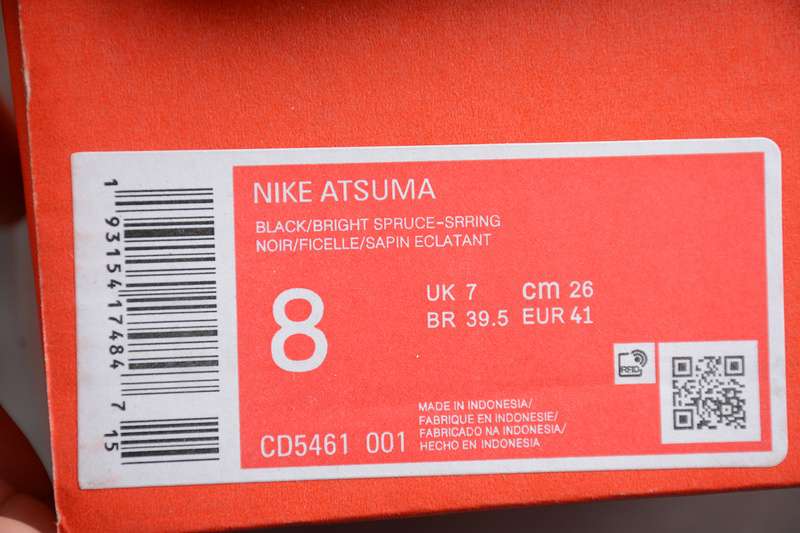 NIKE ATSUMA
BLACK/BRIGHT SPRUCE-SRRING
NOIR/FICELLE/SAPIN ECLATANT
8
UK 7 cm 26
BR 39.5 EUR 41
RFID
MADE IN INDONESIA/
FABRIQUE EN INDONESIE/
FABRICADO NA INDONESIA/
HECHO EN INDONESIA
CD5461 001
1 93154 17484 7 15